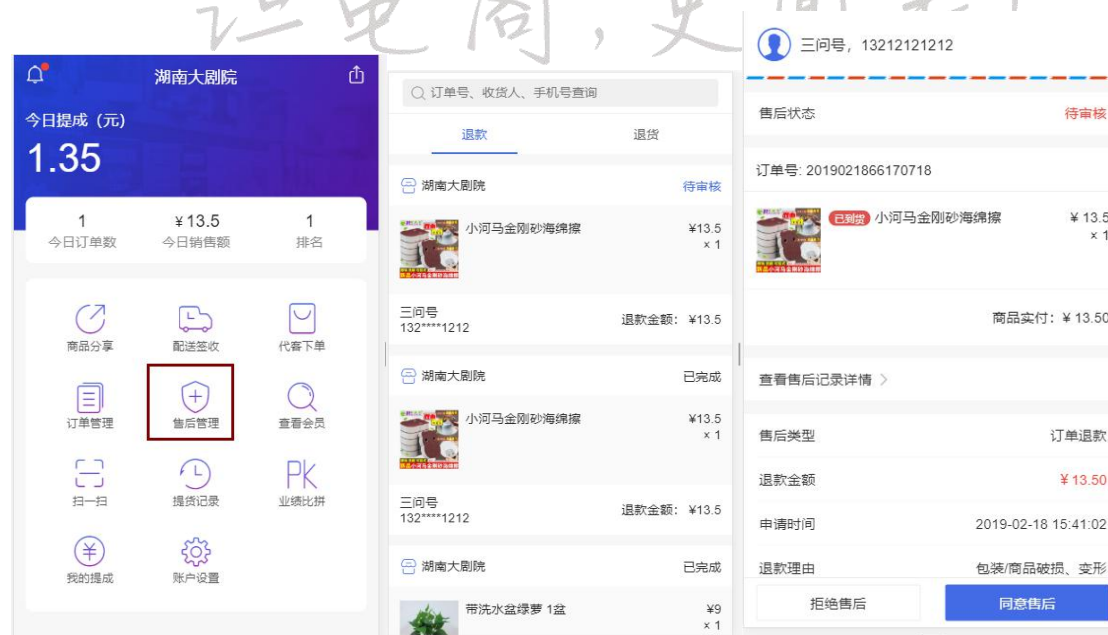 让电商，更简单！
湖南大剧院
今日提成（元）
1.35
1 ¥13.5 1
今日订单数 今日销售额 排名
商品分享 配送签收 代客下单
订单管理 售后管理 查看会员
PK
扫一扫 提货记录 业绩比拼
我的提成 账户设置
订单号、收货人、手机号查询
退款 退货
湖南大剧院 待审核
小河马金刚砂海绵擦 ¥13.5
× 1
三问号
132****1212 退款金额： ¥13.5
湖南大剧院 已完成
小河马金刚砂海绵擦 ¥13.5
× 1
三问号
132****1212 退款金额： ¥13.5
湖南大剧院 已完成
带洗水盆绿萝 1盆 ¥9
× 1
三问号，13212121212
售后状态 待审核
订单号: 2019021866170718
已到货 小河马金刚砂海绵擦 ¥ 13.5
× 1
商品实付：¥ 13.50
查看售后记录详情 〉
售后类型 订单退款
退款金额 ¥ 13.50
申请时间 2019-02-18 15:41:02
退款理由 包装/商品破损、变形
拒绝售后 同意售后